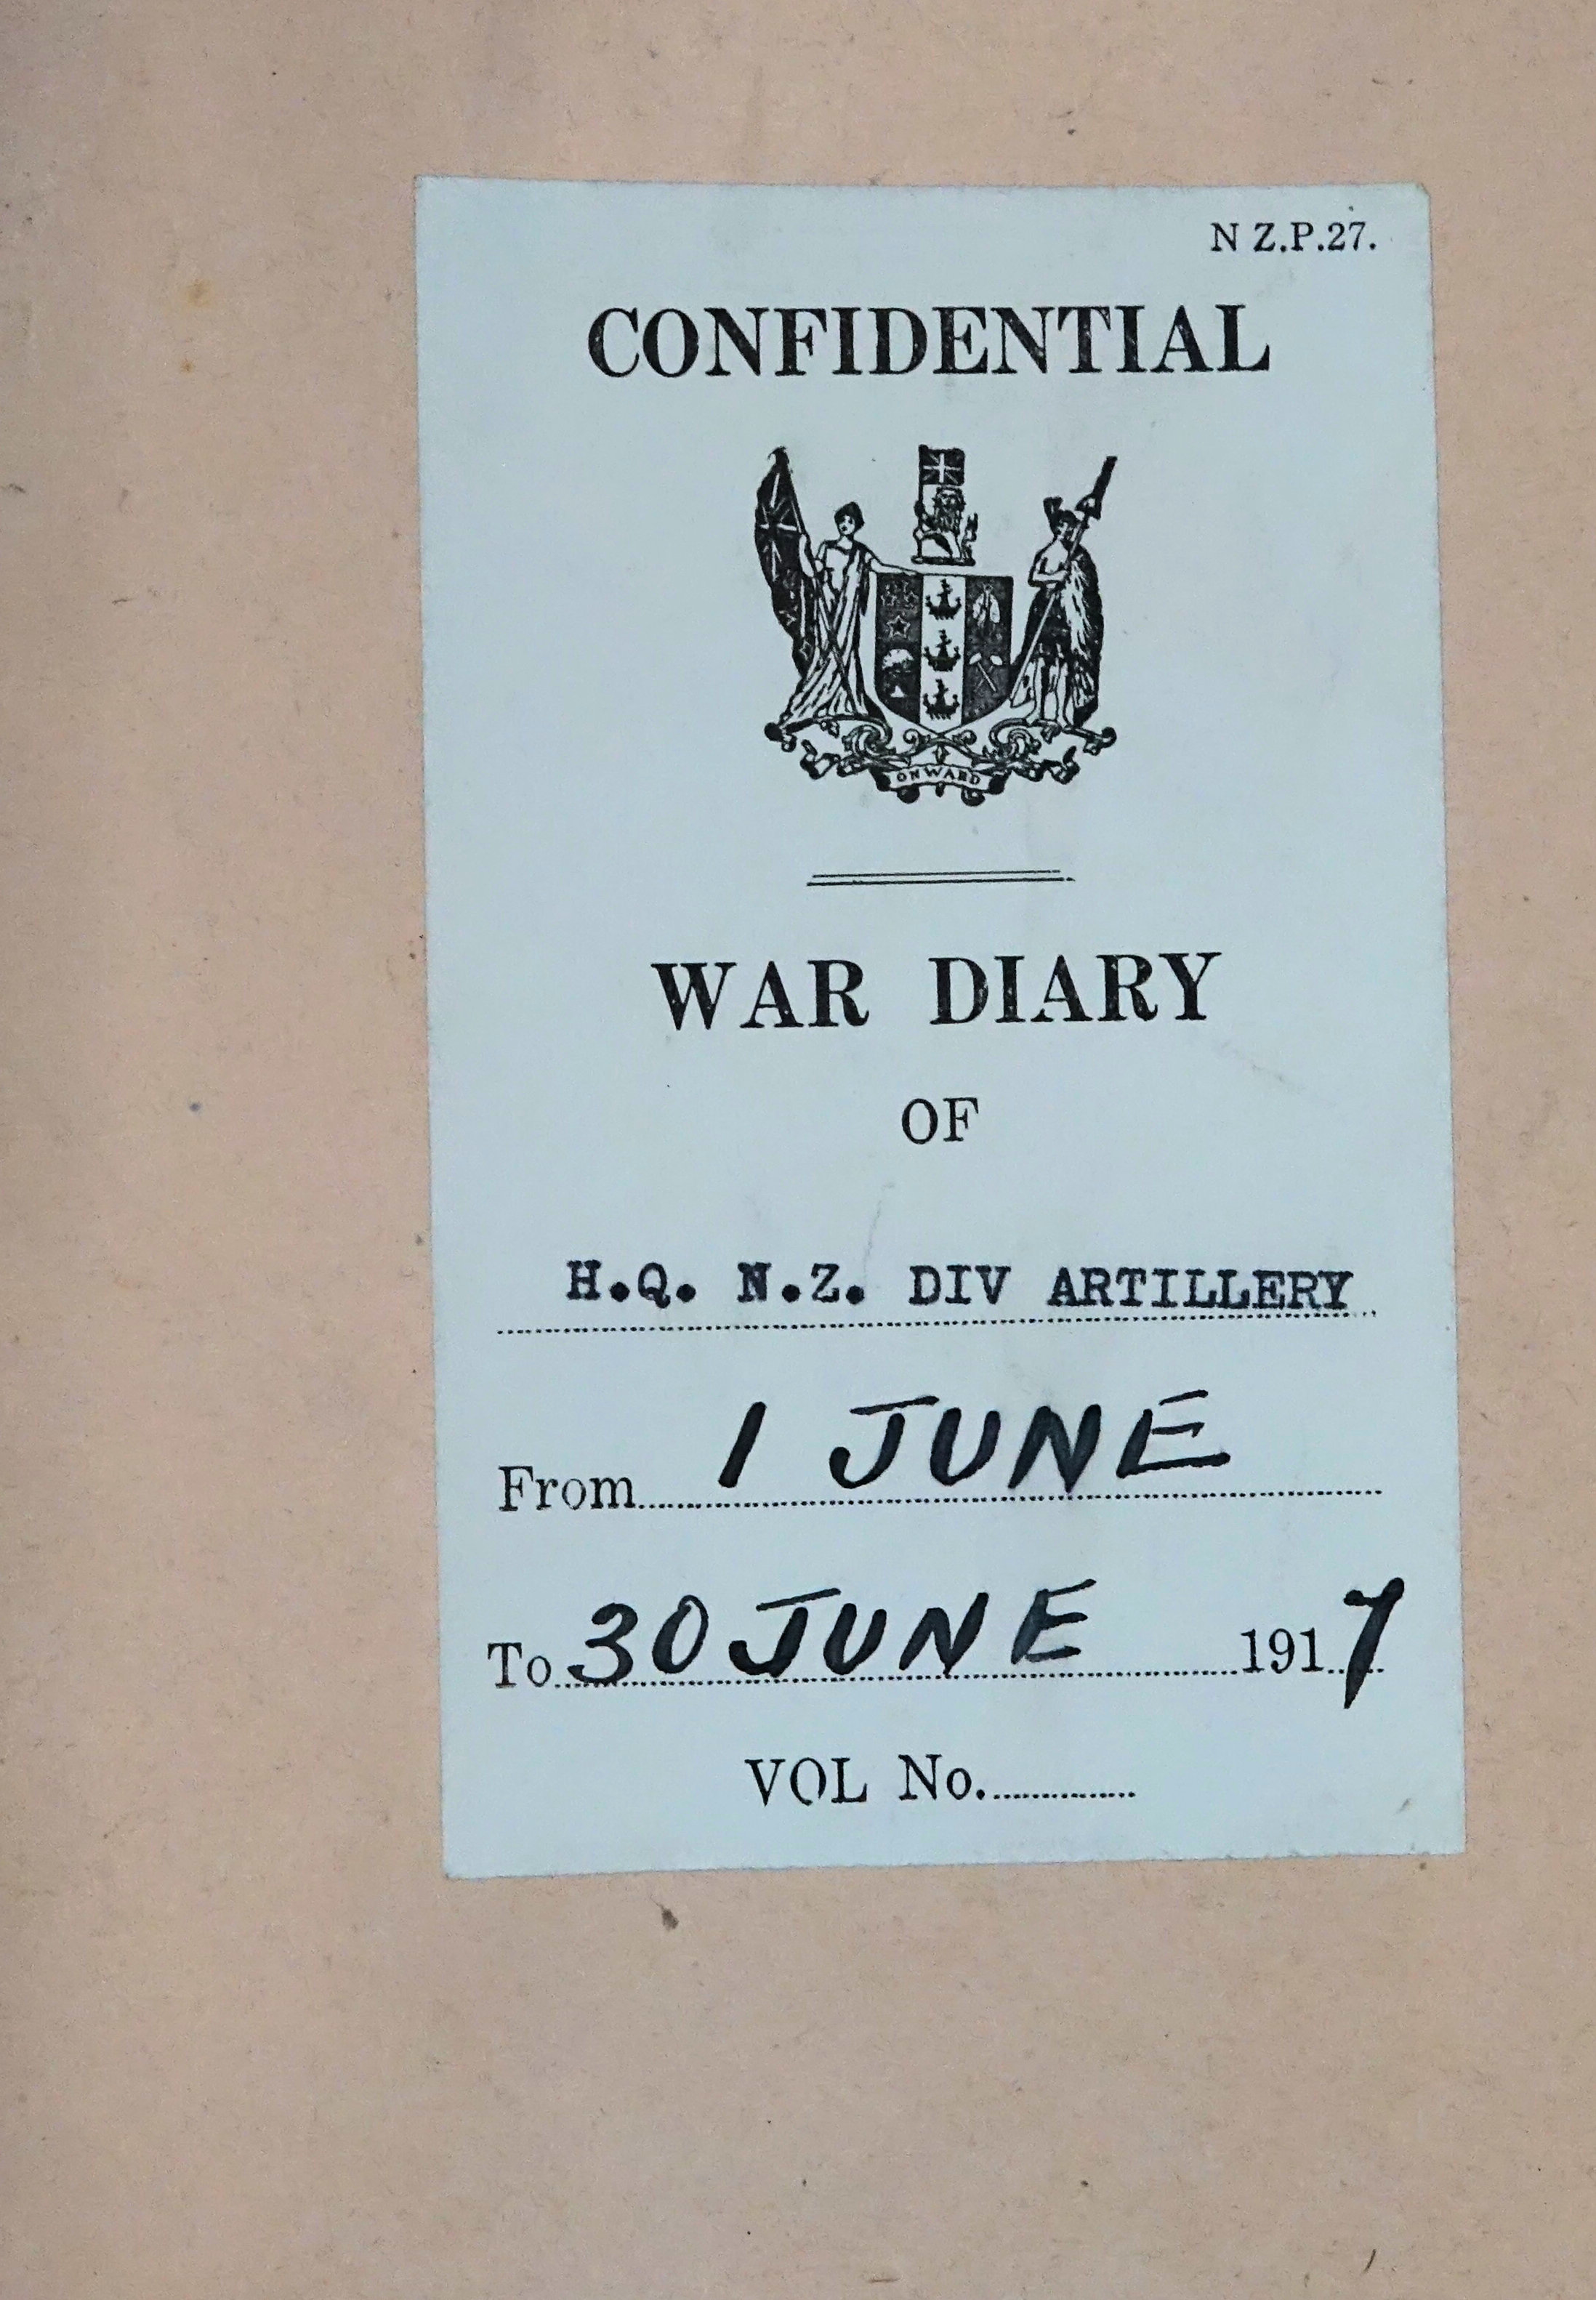 N Z.P.27.
CONFIDENTIAL
ONWARD
WAR DIARY
OF
H.Q. N.Z. DIV ARTILLERY
From 1 JUNE
To 30 JUNE 1917
VOL No.